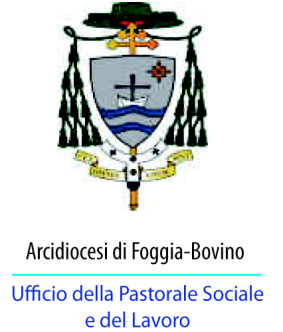 Arcidiocesi di Foggia-Bovino
Ufficio della Pastorale Sociale
e del Lavoro